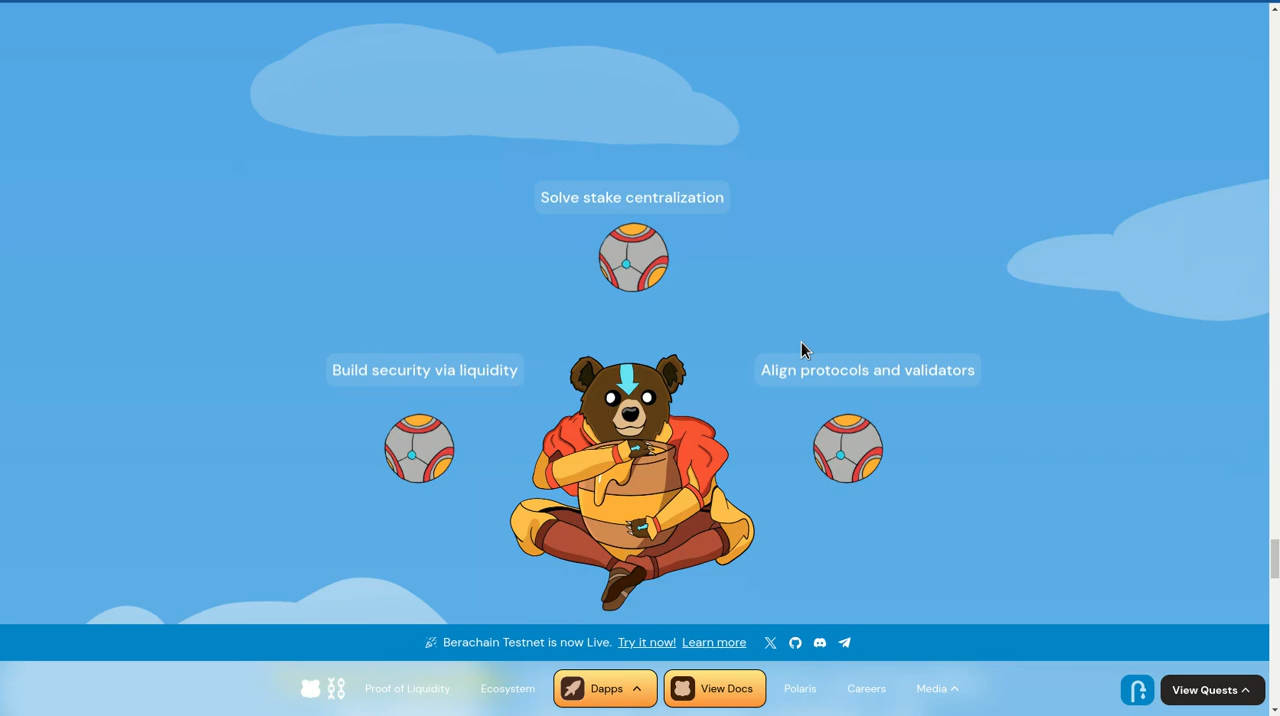 Solve stake centralization
Build security via liquidity
Align protocols and validators
Berachain Testnet is now Live. Try it now! Learn more
Proof of Liquidity Ecosystem Dapps View Docs Polaris Careers Media
View Quests